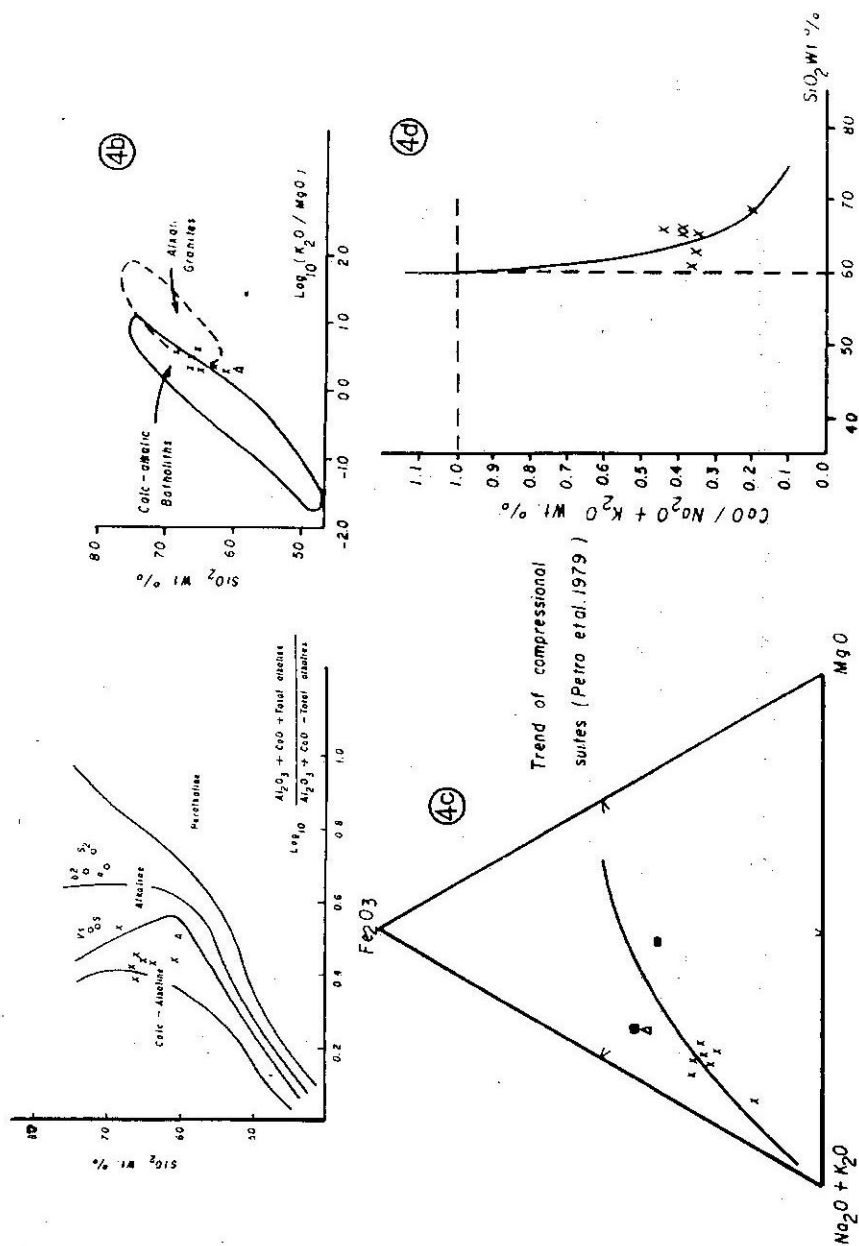 80
70
60
50
SiO2 Wt. %
0.2
0.4
0.6
0.8
1.0
Calc-Alkaline
Alkaline
Peralkaline
Vs
S
b2
S2
Log10 Al2O3 + CaO + Total alkalies
Al2O3 + CaO - Total alkalies
4b
80
70
60
50
SiO2 Wt %
-2.0
-1.0
0.0
1.0
2.0
Log10 (K2O / MgO)
Calc-alkalic
Batholiths
Alkali
Granites
4c
Fe2O3
Na2O + K2O
MgO
Trend of compressional
suites (Petro et al. 1979)
4d
1.1
1.0
0.9
0.8
0.7
0.6
0.5
0.4
0.3
0.2
0.1
0.0
CaO / Na2O + K2O Wt. %
40
50
60
70
80
SiO2 Wt %